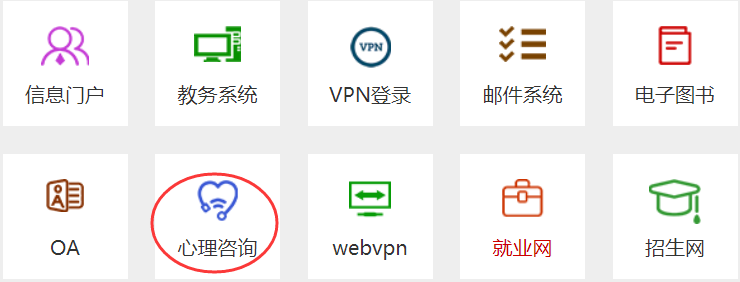 信息门户
教务系统
VPN
VPN登录
邮件系统
电子图书
OA
心理咨询
webvpn
就业网
招生网